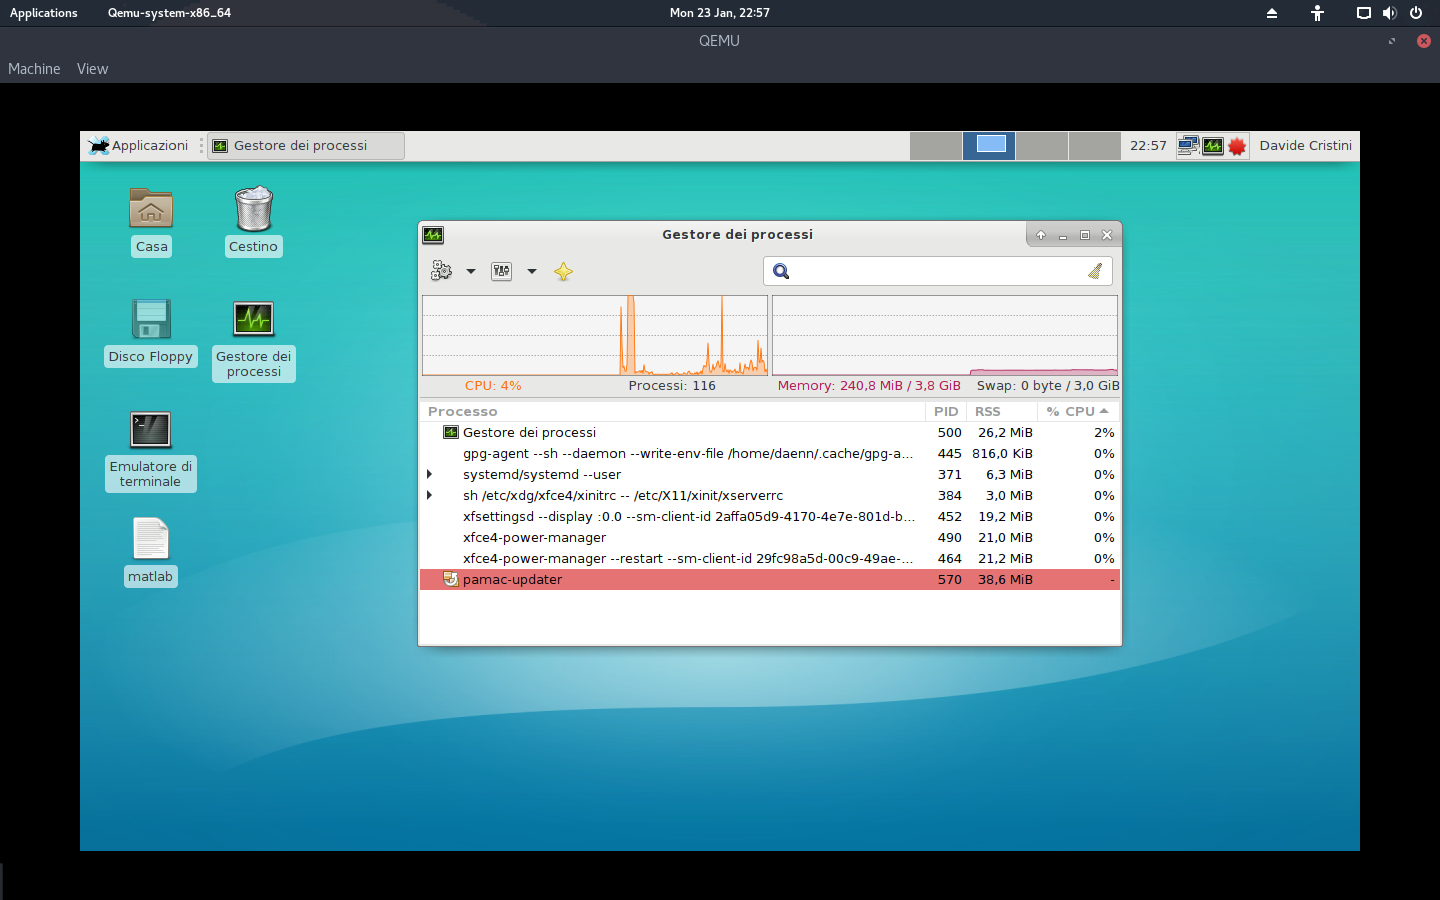 Applications Qemu-system-x86_64 Mon 23 Jan, 22:57
QEMU
Machine View
Applicazioni Gestore dei processi 22:57 Davide Cristini
Casa Cestino
Disco Floppy Gestore dei
processi
Emulatore di
terminale
matlab
Gestore dei processi
CPU: 4% Processi: 116 Memory: 240,8 MiB / 3,8 GiB Swap: 0 byte / 3,0 GiB
Processo PID RSS % CPU
Gestore dei processi 500 26,2 MiB 2%
gpg-agent --sh --daemon --write-env-file /home/daenn/.cache/gpg-a... 445 816,0 KiB 0%
systemd/systemd --user 371 6,3 MiB 0%
sh /etc/xdg/xfce4/xinitrc -- /etc/X11/xinit/xserverrc 384 3,0 MiB 0%
xfsettingsd --display :0.0 --sm-client-id 2affa05d9-4170-4e7e-801d-b... 452 19,2 MiB 0%
xfce4-power-manager 490 21,0 MiB 0%
xfce4-power-manager --restart --sm-client-id 29fc98a5d-00c9-49ae-... 464 21,2 MiB 0%
pamac-updater 570 38,6 MiB -